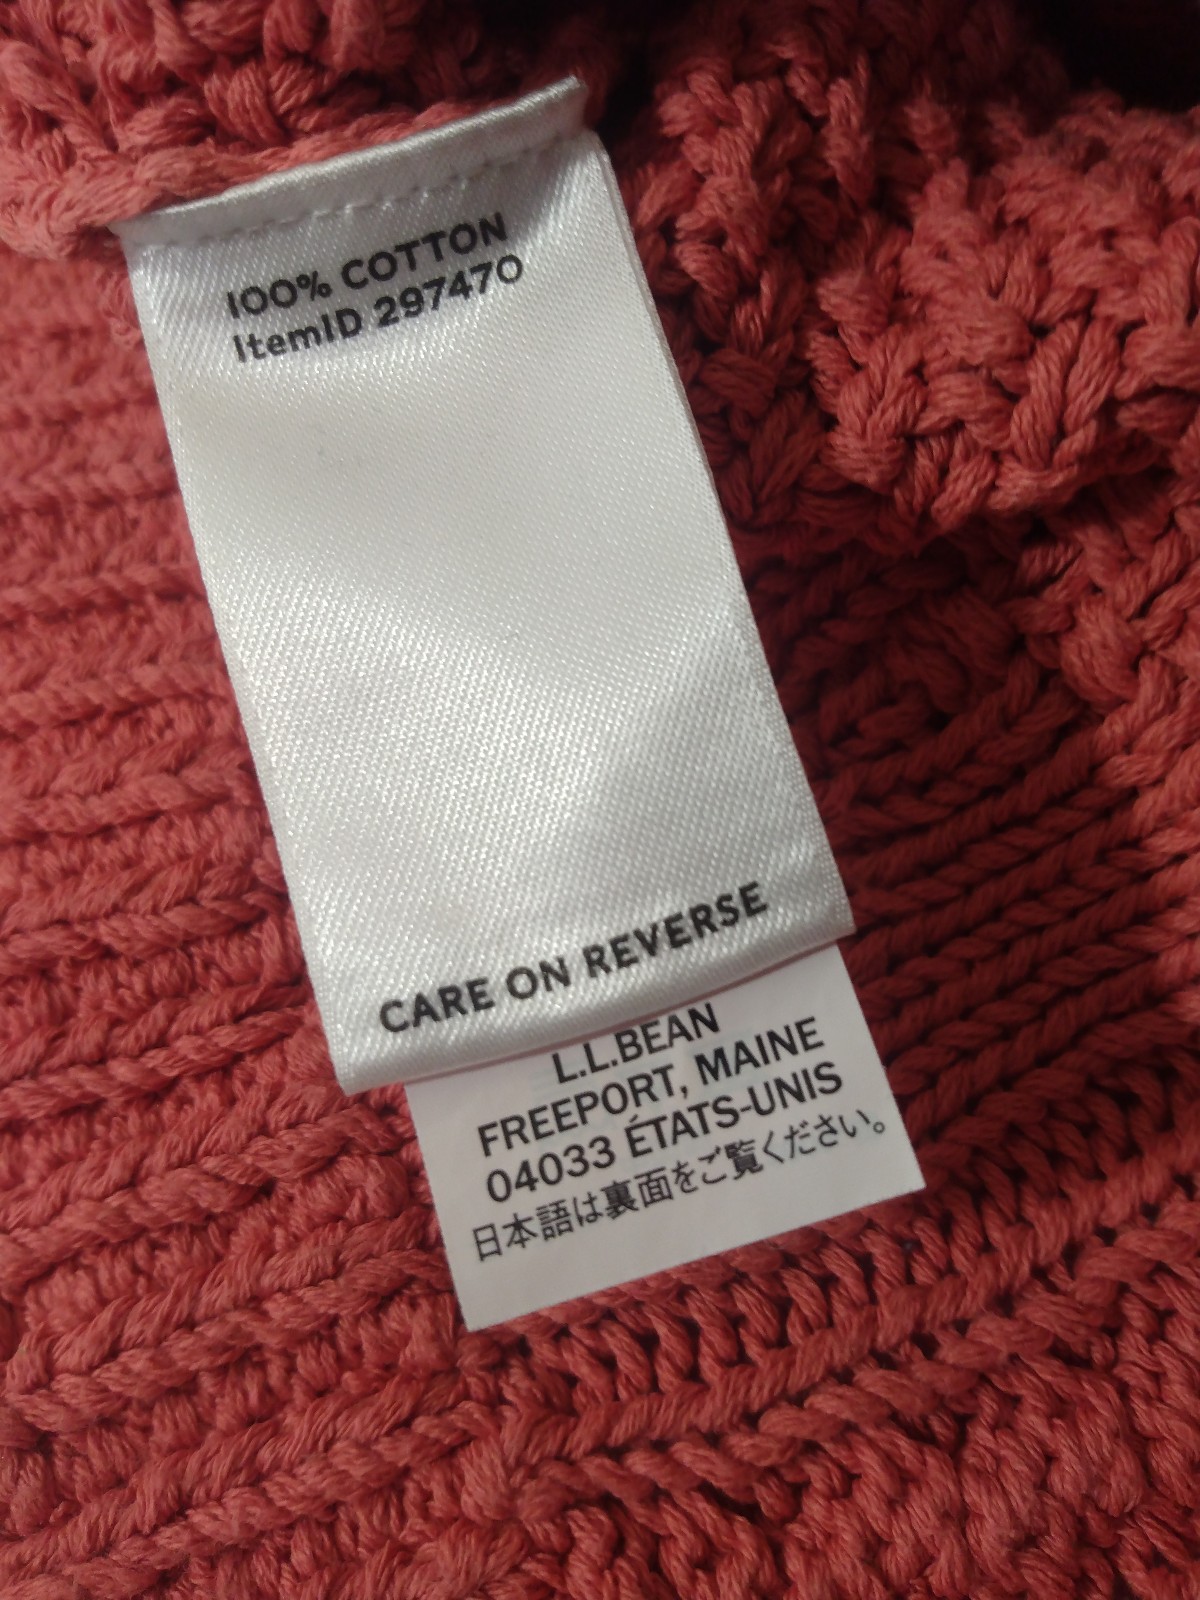 100% COTTON
ItemID 297470
CARE ON REVERSE
L.L.BEAN
FREEPORT, MAINE
04033 ÉTATS-UNIS
日本語は裏面をご覧ください。